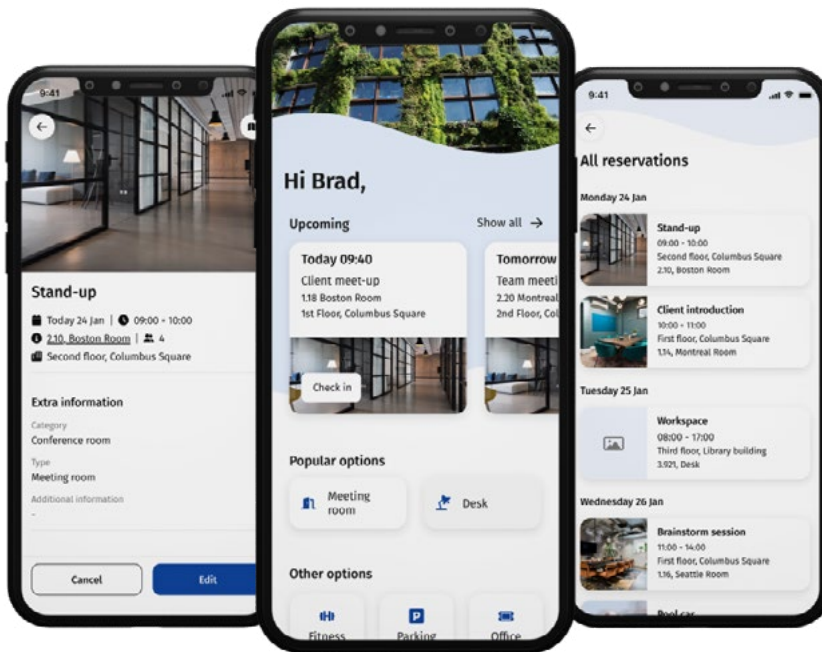 9:41
Stand-up
Today 24 Jan | 09:00 - 10:00
2.10, Boston Room | 4
Second floor, Columbus Square
Extra information
Category
Conference room
Type
Meeting room
Additional information
-
Cancel
Edit
Hi Brad,
Upcoming
Show all →
Today 09:40
Client meet-up
1.18 Boston Room
1st Floor, Columbus Square
Check in
Tomorrow
Team meeti
2.20 Montreal
2nd Floor, Col
Popular options
Meeting
room
Desk
Other options
Fitness
Parking
Office
9:41
All reservations
Monday 24 Jan
Stand-up
09:00 - 10:00
Second floor, Columbus Square
2.10, Boston Room
Client introduction
10:00 - 11:00
First floor, Columbus Square
1.14, Montreal Room
Tuesday 25 Jan
Workspace
08:00 - 17:00
Third floor, Library building
3.921, Desk
Wednesday 26 Jan
Brainstorm session
11:00 - 14:00
First floor, Columbus Square
1.16, Seattle Room
Pool car